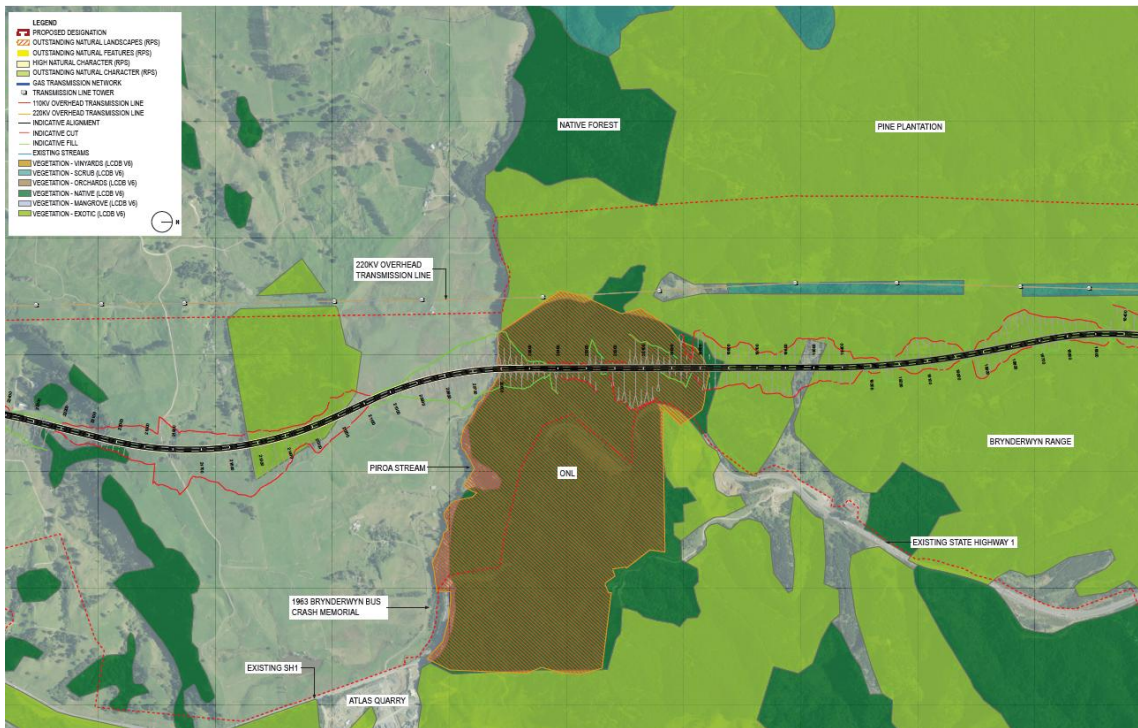 LEGEND
PROPOSED DESIGNATION
OUTSTANDING NATURAL LANDSCAPES (RPS)
OUTSTANDING NATURAL FEATURES (RPS)
HIGH NATURAL CHARACTER (RPS)
OUTSTANDING NATURAL CHARACTER (RPS)
GAS TRANSMISSION NETWORK
TRANSMISSION LINE TOWER
110KV OVERHEAD TRANSMISSION LINE
220KV OVERHEAD TRANSMISSION LINE
INDICATIVE ALIGNMENT
INDICATIVE CUT
INDICATIVE FILL
EXISTING STREAMS
VEGETATION - VINYARDS (LCDB V6)
VEGETATION - SCRUB (LCDB V6)
VEGETATION - ORCHARDS (LCDB V6)
VEGETATION - NATIVE (LCDB V6)
VEGETATION - MANGROVE (LCDB V6)
VEGETATION - EXOTIC (LCDB V6)
N
NATIVE FOREST
PINE PLANTATION
220KV OVERHEAD
TRANSMISSION LINE
BRYNDERWYN RANGE
PIROA STREAM
ONL
EXISTING STATE HIGHWAY 1
1963 BRYNDERWYN BUS
CRASH MEMORIAL
EXISTING SH1
ATLAS QUARRY